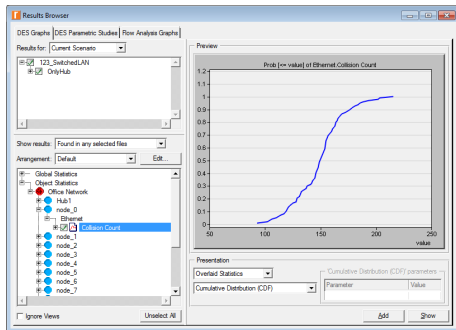 Results Browser
DES Graphs DES Parametric Studies Flow Analysis Graphs
Results for: Current Scenario
123_SwitchedLAN
OnlyHub
Show results: Found in any selected files
Arrangement: Default Edit...
Global Statistics
Object Statistics
Office Network
Hub1
node_0
Ethernet
Collision Count
node_1
node_2
node_3
node_4
node_5
node_6
node_7
Ignore Views Unselect All
Preview
Prob (<= value) of Ethernet.Collision Count
1.2
1.1
1
0.9
0.8
0.7
0.6
0.5
0.4
0.3
0.2
0.1
0
50 100 150 200 250
value
Presentation
Overlaid Statistics
Cumulative Distribution (CDF)
'Cumulative Distribution (CDF)' parameters
Parameter Value
Add Show